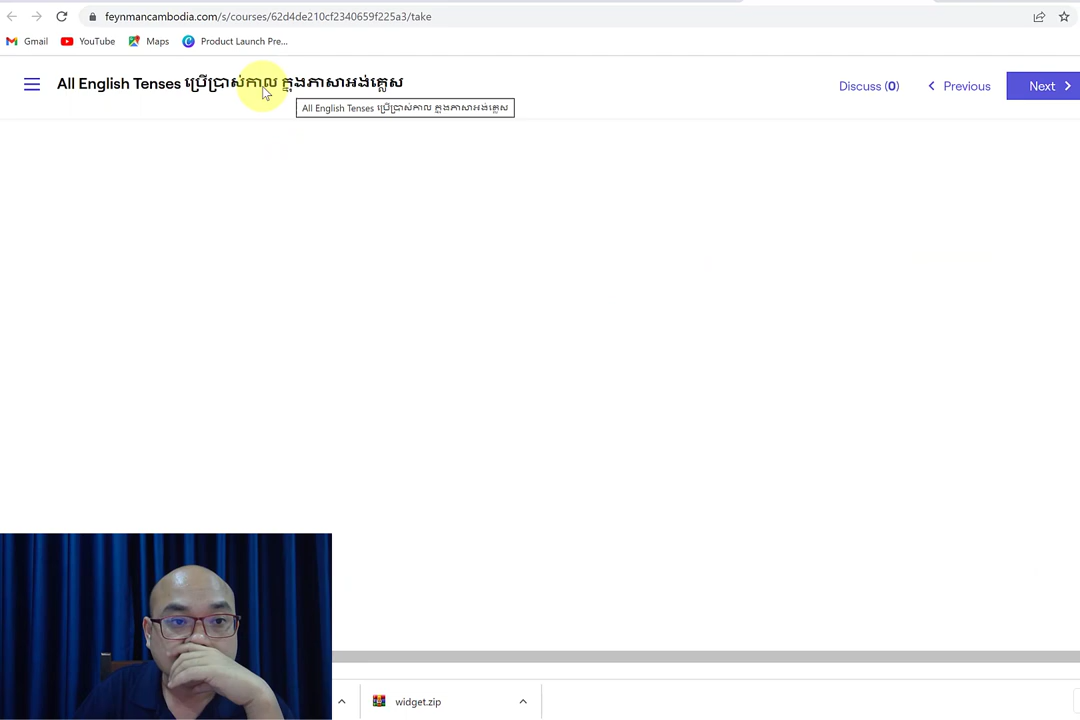 feynmancambodia.com/s/courses/62d4de210cf2340659f225a3/take
Gmail YouTube Maps Product Launch Pre...
All English Tenses ប្រើប្រាស់កាល ក្នុងភាសាអង់គ្លេស
Discuss (0) Previous Next
All English Tenses ប្រើប្រាស់កាល ក្នុងភាសាអង់គ្លេស
widget.zip